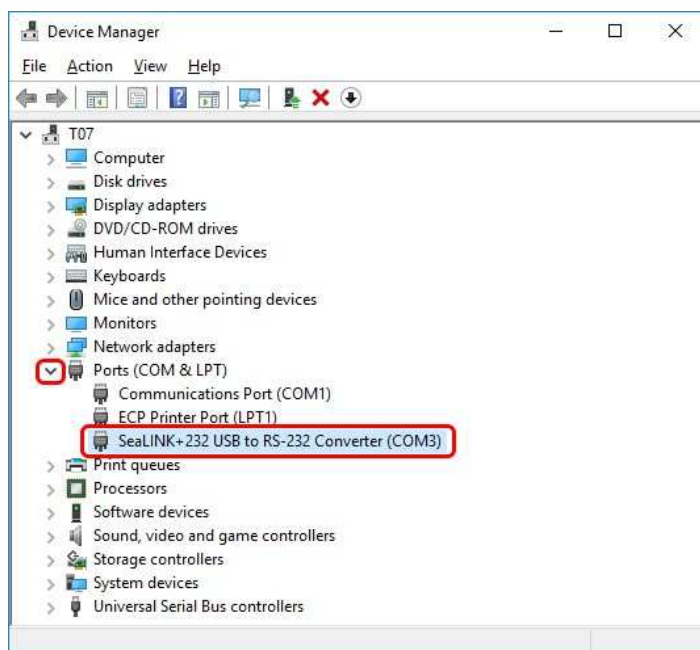 Device Manager
File Action View Help
T07
Computer
Disk drives
Display adapters
DVD/CD-ROM drives
Human Interface Devices
Keyboards
Mice and other pointing devices
Monitors
Network adapters
Ports (COM & LPT)
Communications Port (COM1)
ECP Printer Port (LPT1)
SeaLINK+232 USB to RS-232 Converter (COM3)
Print queues
Processors
Software devices
Sound, video and game controllers
Storage controllers
System devices
Universal Serial Bus controllers